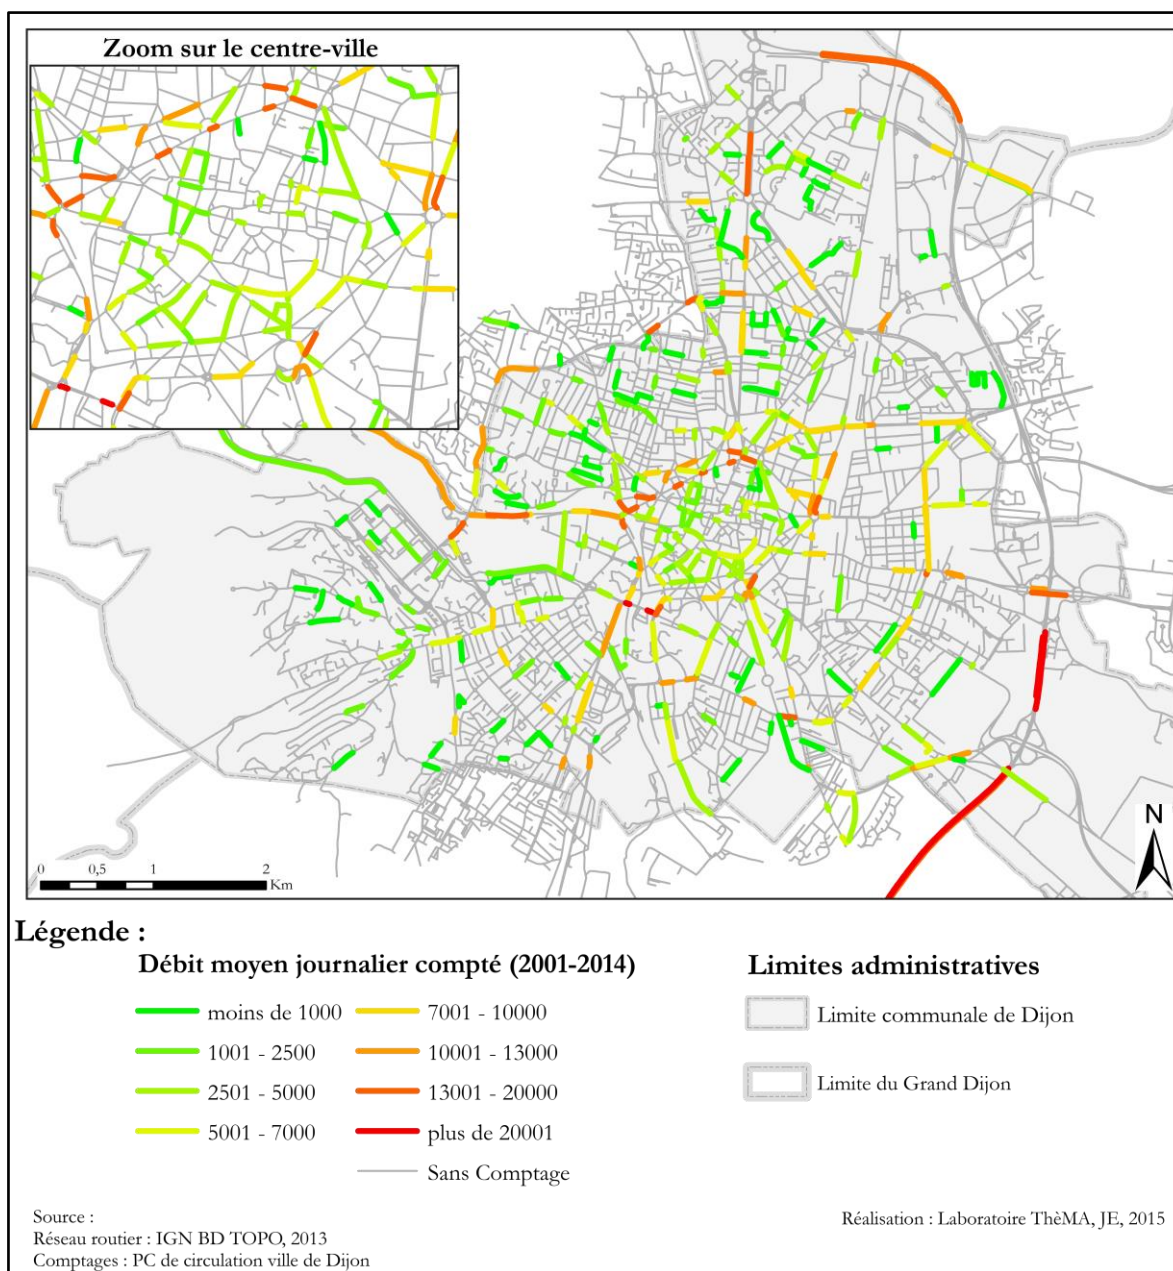 Zoom sur le centre-ville
N
0 0,5 1 2
Km
Légende :
Débit moyen journalier compté (2001-2014)
moins de 1000
1001 - 2500
2501 - 5000
5001 - 7000
7001 - 10000
10001 - 13000
13001 - 20000
plus de 20001
Sans Comptage
Limites administratives
Limite communale de Dijon
Limite du Grand Dijon
Source :
Réseau routier : IGN BD TOPO, 2013
Comptages : PC de circulation ville de Dijon
Réalisation : Laboratoire ThèMA, JE, 2015